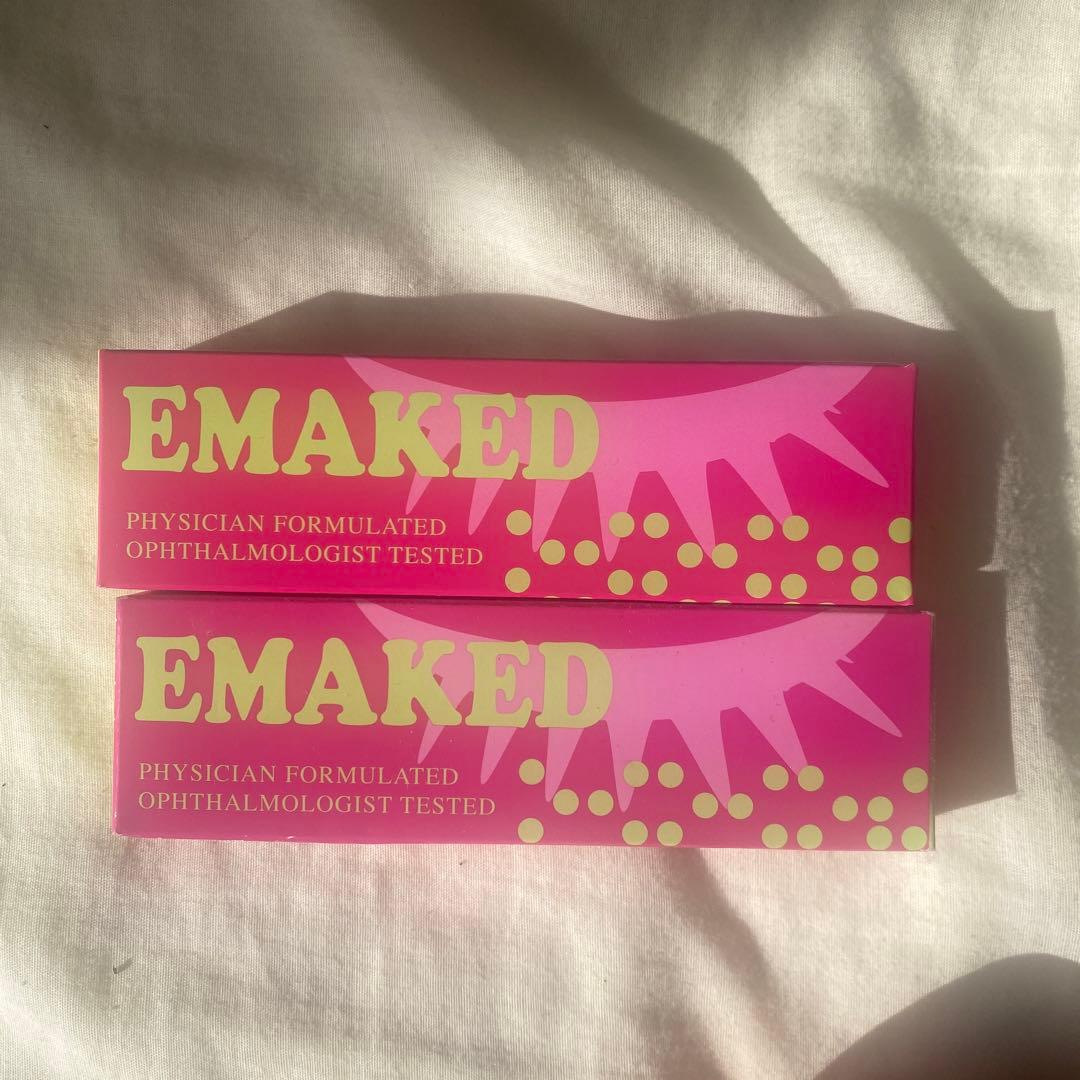 EMAKED
PHYSICIAN FORMULATED
OPHTHALMOLOGIST TESTED
EMAKED
PHYSICIAN FORMULATED
OPHTHALMOLOGIST TESTED